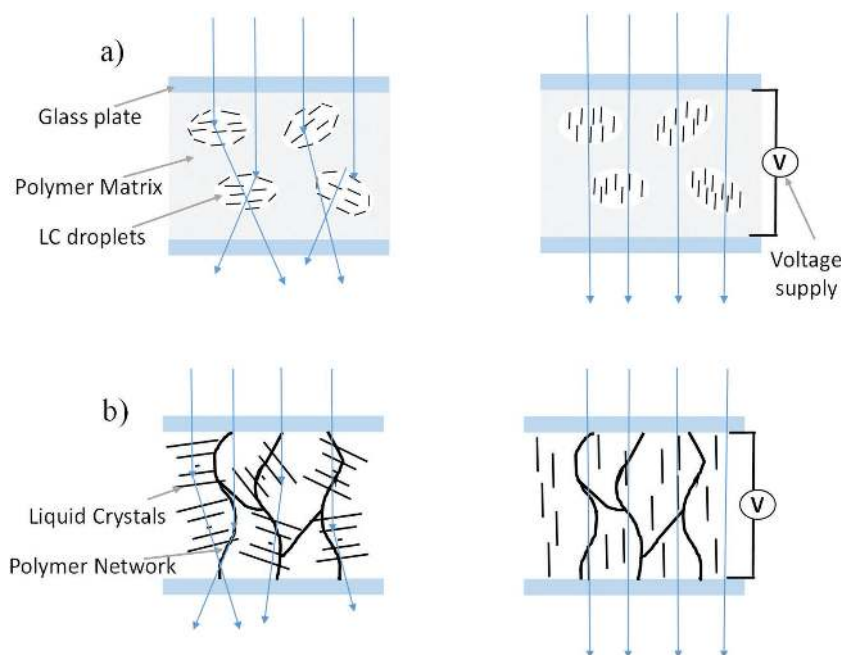 a)
Glass plate
Polymer Matrix
LC droplets
V
Voltage
supply
b)
Liquid Crystals
Polymer Network
V